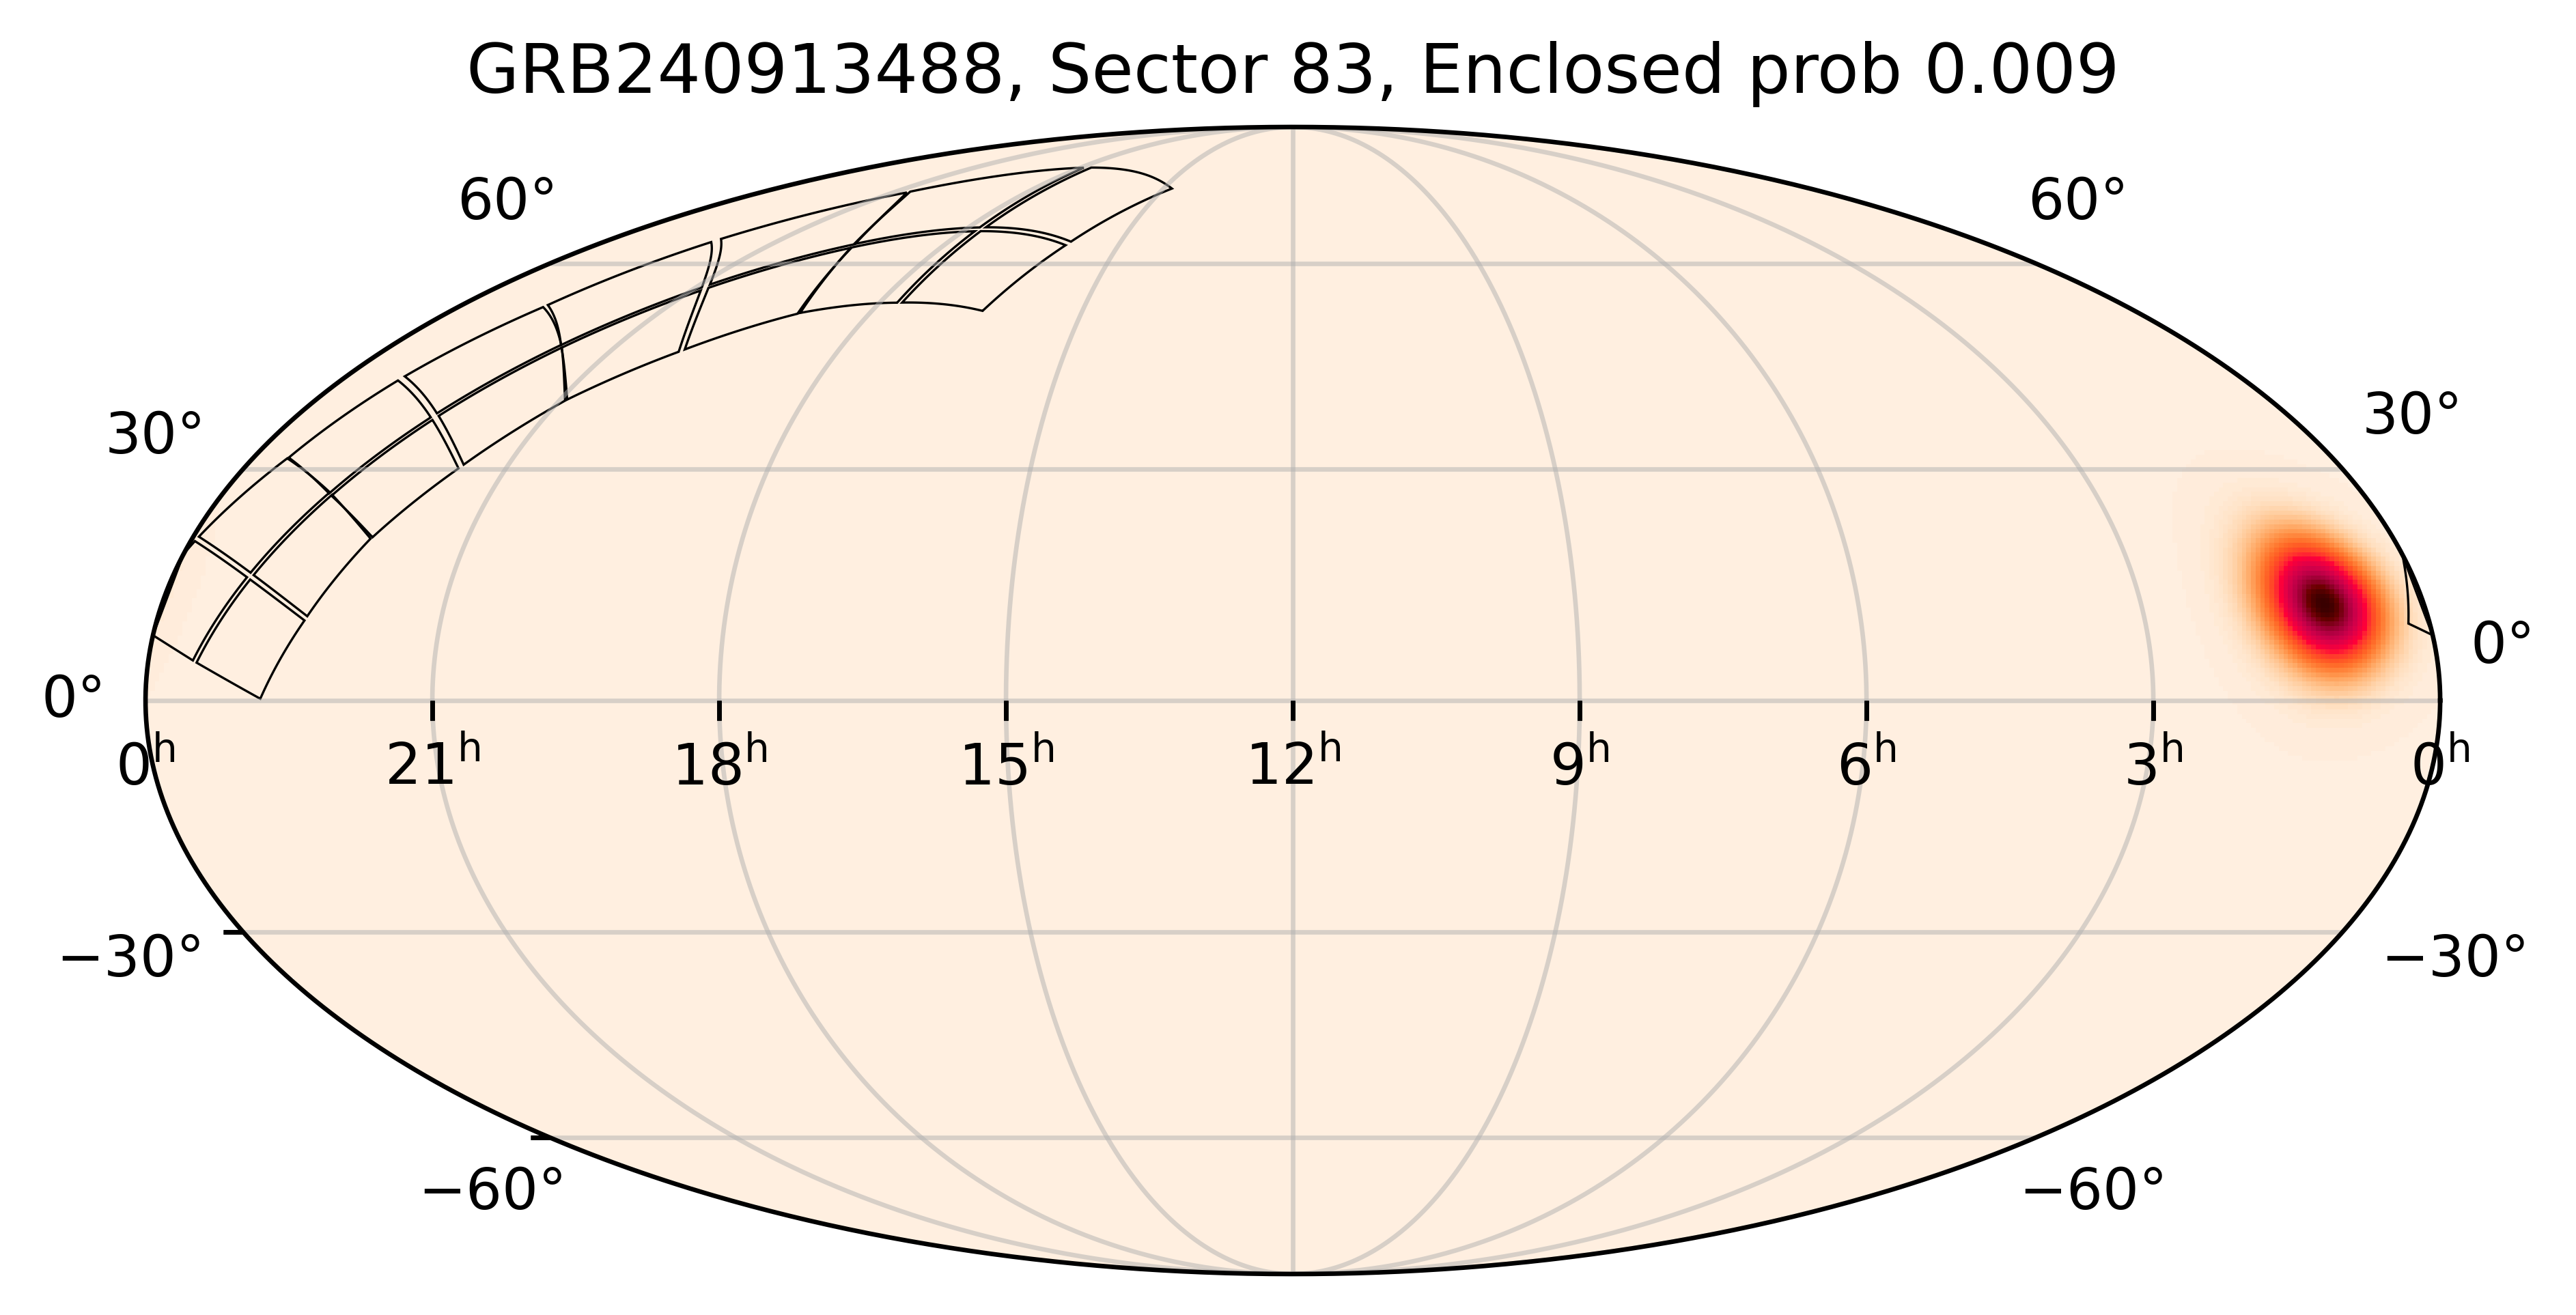 GRB240913488, Sector 83, Enclosed prob 0.009
60° 60°
30° 30°
0° 0°
0h 21h 18h 15h 12h 9h 6h 3h 0h
−30° −30°
−60° −60°